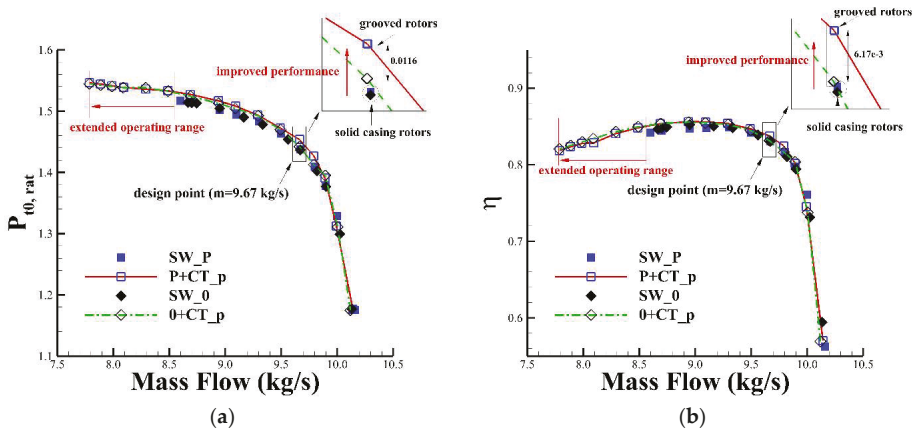 grooved rotors
0.0116
improved performance
solid casing rotors
extended operating range
design point (m=9.67 kg/s)
P t0, rat
SW_P
P+CT_p
SW_0
0+CT_p
1.6
1.5
1.4
1.3
1.2
1.1
7.5 8.0 8.5 9.0 9.5 10.0 10.5
Mass Flow (kg/s)
(a)
grooved rotors
6.17e-3
improved performance
solid casing rotors
extended operating range
design point (m=9.67 kg/s)
η
SW_P
P+CT_p
SW_0
0+CT_p
0.9
0.8
0.7
0.6
7.5 8.0 8.5 9.0 9.5 10.0 10.5
Mass Flow (kg/s)
(b)